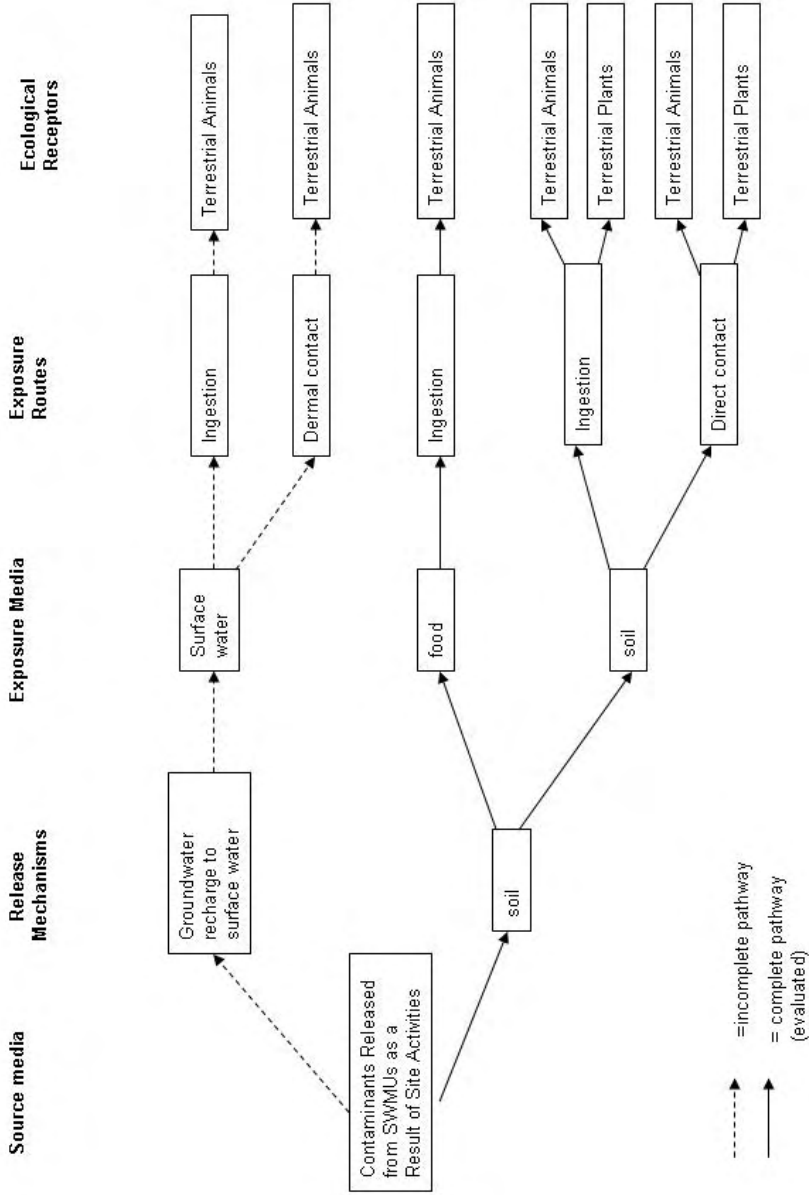 Source media
Release
Mechanisms
Exposure Media
Exposure
Routes
Ecological
Receptors
Contaminants Released
from SWMUs as a
Result of Site Activities
Groundwater
recharge to
surface water
Surface
water
Ingestion
Terrestrial Animals
Dermal contact
Terrestrial Animals
soil
food
Ingestion
Terrestrial Animals
soil
Ingestion
Terrestrial Animals
Terrestrial Plants
Direct contact
Terrestrial Animals
Terrestrial Plants
=incomplete pathway
= complete pathway
(evaluated)